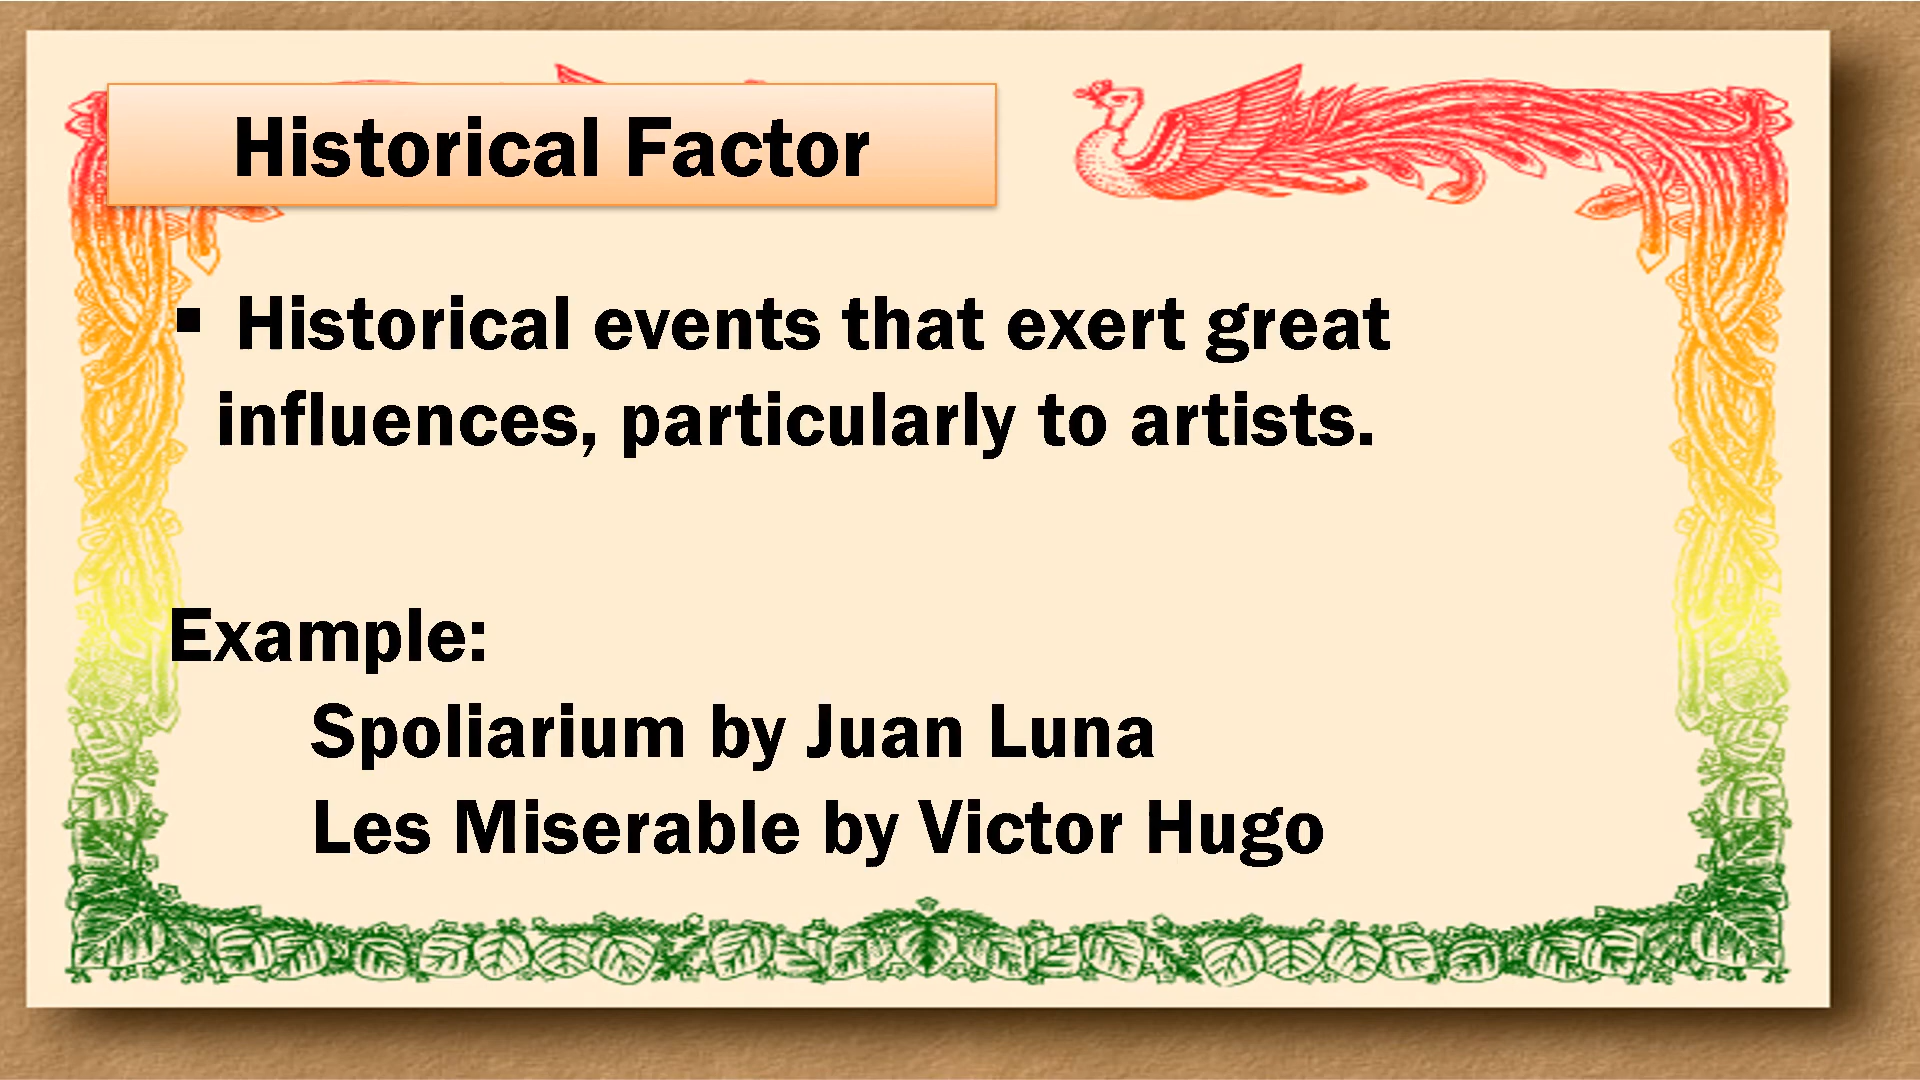 Historical Factor
▪ Historical events that exert great
influences, particularly to artists.
Example:
Spoliarium by Juan Luna
Les Miserable by Victor Hugo